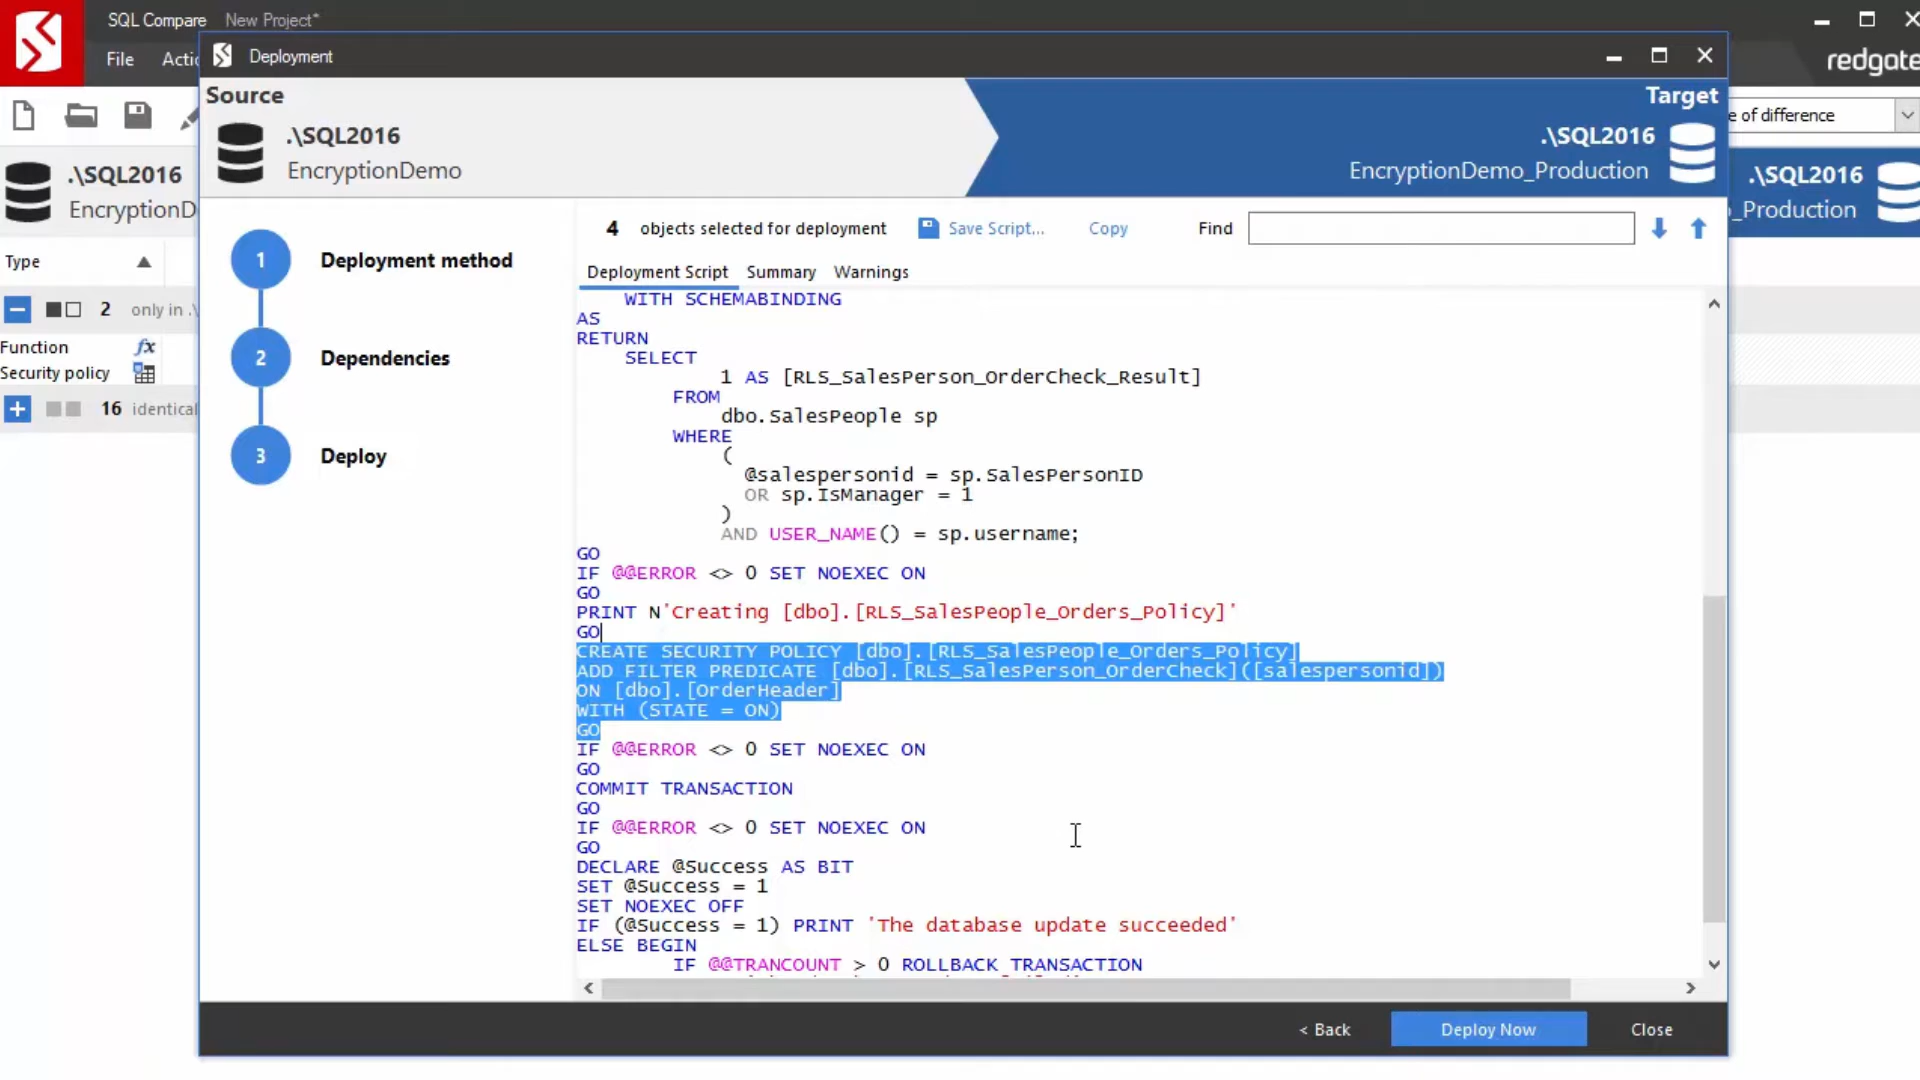 SQL Compare New Project*
File Acti
redgate
Deployment
Source
Target
.\SQL2016
EncryptionDemo
.\SQL2016
EncryptionDemo_Production
e of difference
.\SQL2016
EncryptionD
.\SQL2016
_Production
Type
2 only in .\
Function fx
Security policy
16 identical
1 Deployment method
2 Dependencies
3 Deploy
4 objects selected for deployment Save Script... Copy Find
Deployment Script Summary Warnings
WITH SCHEMABINDING
AS
RETURN
SELECT
1 AS [RLS_SalesPerson_OrderCheck_Result]
FROM
dbo.SalesPeople sp
WHERE
(
@salespersonid = sp.SalesPersonID
OR sp.IsManager = 1
)
AND USER_NAME() = sp.username;
GO
IF @@ERROR <> 0 SET NOEXEC ON
GO
PRINT N'Creating [dbo].[RLS_SalesPeople_Orders_Policy]'
GO
CREATE SECURITY POLICY [dbo].[RLS_SalesPeople_Orders_Policy]
ADD FILTER PREDICATE [dbo].[RLS_SalesPerson_OrderCheck]([salespersonid])
ON [dbo].[OrderHeader]
WITH (STATE = ON)
GO
IF @@ERROR <> 0 SET NOEXEC ON
GO
COMMIT TRANSACTION
GO
IF @@ERROR <> 0 SET NOEXEC ON
GO
DECLARE @Success AS BIT
SET @Success = 1
SET NOEXEC OFF
IF (@Success = 1) PRINT 'The database update succeeded'
ELSE BEGIN
IF @@TRANCOUNT > 0 ROLLBACK TRANSACTION
< Back Deploy Now Close